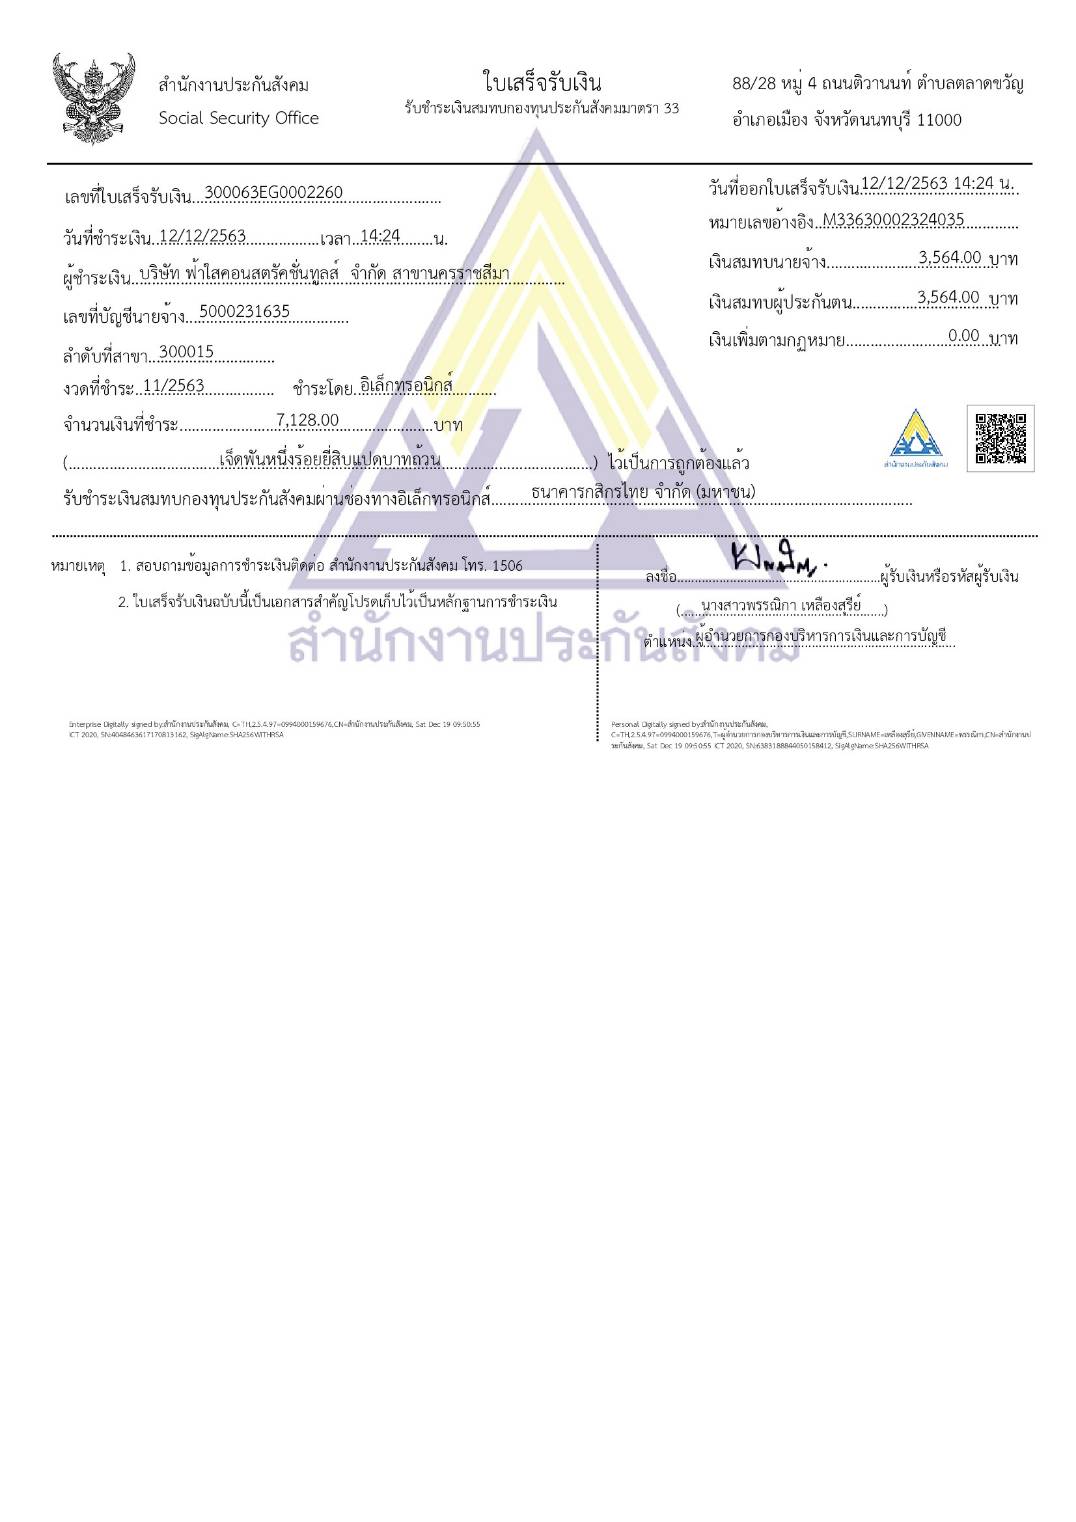 สำนักงานประกันสังคม
Social Security Office
ใบเสร็จรับเงิน
รับชำระเงินสมทบกองทุนประกันสังคมมาตรา 33
88/28 หมู่ 4 ถนนติวานนท์ ตำบลตลาดขวัญ
อำเภอเมือง จังหวัดนนทบุรี 11000
เลขที่ใบเสร็จรับเงิน 300063EG0002260
วันที่ออกใบเสร็จรับเงิน 12/12/2563 14:24 น.
วันที่ชำระเงิน 12/12/2563 เวลา 14:24 น.
หมายเลขอ้างอิง M33630002324035
ผู้ชำระเงิน บริษัท ฟ้าใสคอนสตรัคชั่นทูลส์ จำกัด สาขานครราชสีมา
เงินสมทบนายจ้าง 3,564.00 บาท
เลขที่บัญชีนายจ้าง 5000231635
เงินสมทบผู้ประกันตน 3,564.00 บาท
ลำดับที่สาขา 300015
เงินเพิ่มตามกฎหมาย 0.00 บาท
งวดที่ชำระ 11/2563 ชำระโดย อิเล็กทรอนิกส์
จำนวนเงินที่ชำระ 7,128.00 บาท
(เจ็ดพันหนึ่งร้อยยี่สิบแปดบาทถ้วน) ไว้เป็นการถูกต้องแล้ว
สำนักงานประกันสังคม
รับชำระเงินสมทบกองทุนประกันสังคมผ่านช่องทางอิเล็กทรอนิกส์ ธนาคารกสิกรไทย จำกัด (มหาชน)
หมายเหตุ 1. สอบถามข้อมูลการชำระเงินติดต่อ สำนักงานประกันสังคม โทร. 1506
2. ใบเสร็จรับเงินฉบับนี้เป็นเอกสารสำคัญโปรดเก็บไว้เป็นหลักฐานการชำระเงิน
ลงชื่อ ผู้รับเงินหรือรหัสผู้รับเงิน
(นางสาวพรรณิกา เหลืองสุรีย์)
ตำแหน่ง ผู้อำนวยการกองบริหารการเงินและการบัญชี
สำนักงานประกันสังคม
Enterprise Digitally signed by:สำนักงานประกันสังคม, C=TH,2.5.4.97=0994000159676,CN=สำนักงานประกันสังคม, Sat Dec 19 09:50:55
ICT 2020, SN:4048463617170813162, SigAlgName:SHA256WITHRSA
Personal Digitally signed by:สำนักงานประกันสังคม,
C=TH,2.5.4.97=0994000159676,T=ผู้อำนวยการกองบริหารการเงินและการบัญชี,SURNAME=เหลืองสุรีย์,GIVENNAME=พรรณิกา,CN=สำนักงานป
ระกันสังคม, Sat Dec 19 09:50:55 ICT 2020, SN:6383188844050158412, SigAlgName:SHA256WITHRSA